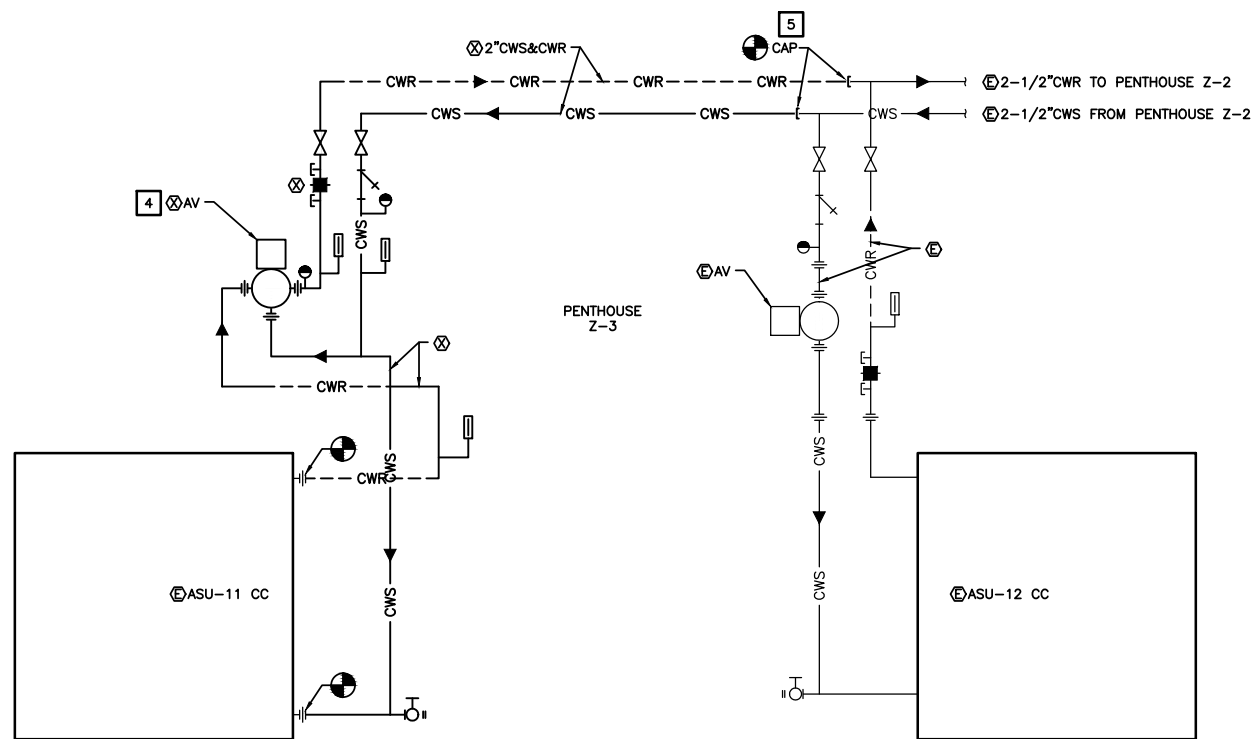 5
X 2"CWS&CWR
CAP
CWR CWR CWR CWR
E 2-1/2"CWR TO PENTHOUSE Z-2
CWS CWS CWS CWS
E 2-1/2"CWS FROM PENTHOUSE Z-2
X
4 X AV
CWS
CWR
E
E AV
PENTHOUSE
Z-3
X
CWR
CWS
CWR
CWS
E ASU-11 CC
CWS
CWS
E ASU-12 CC
CWS